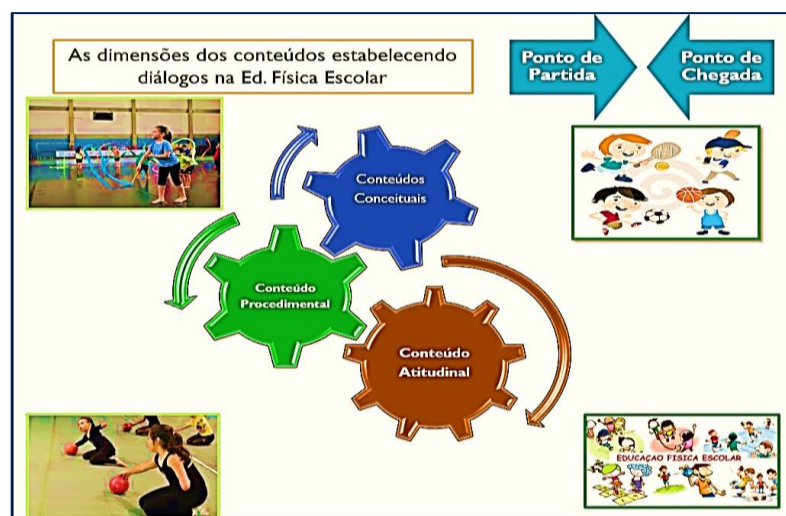 As dimensões dos conteúdos estabelecendo
diálogos na Ed. Física Escolar
Ponto de
Partida
Ponto de
Chegada
Conteúdos
Conceituais
Conteúdo
Procedimental
Conteúdo
Atitudinal
EDUCAÇÃO FISICA ESCOLAR